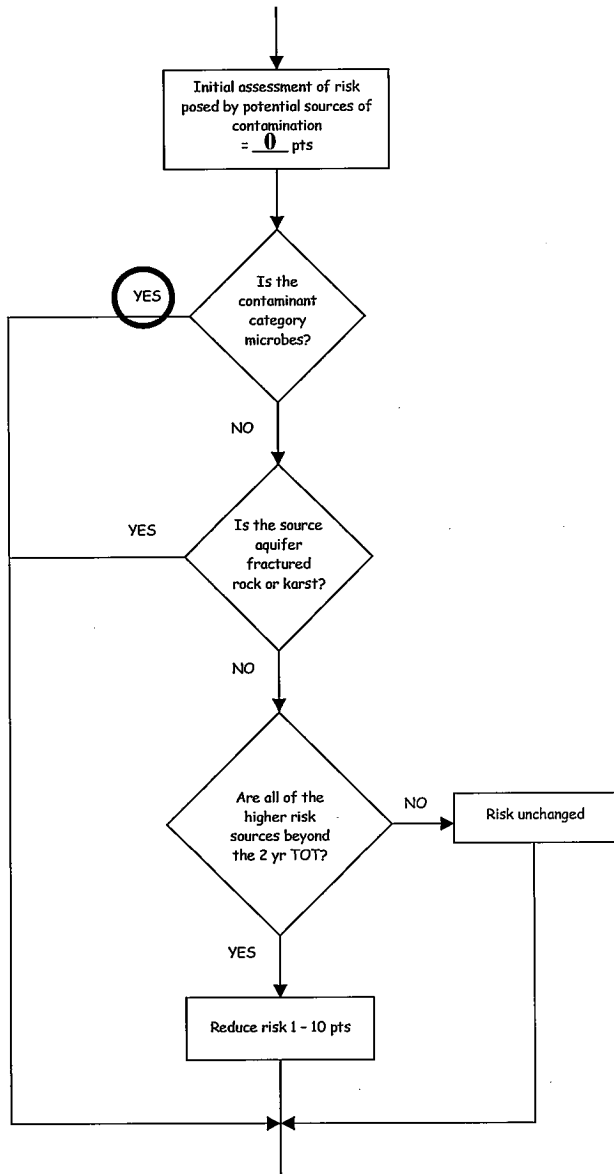 Initial assessment of risk
posed by potential sources of
contamination
= 0 pts
Is the
contaminant
category
microbes?
YES
NO
Is the source
aquifer
fractured
rock or karst?
YES
NO
Are all of the
higher risk
sources beyond
the 2 yr TOT?
NO
Risk unchanged
YES
Reduce risk 1 - 10 pts